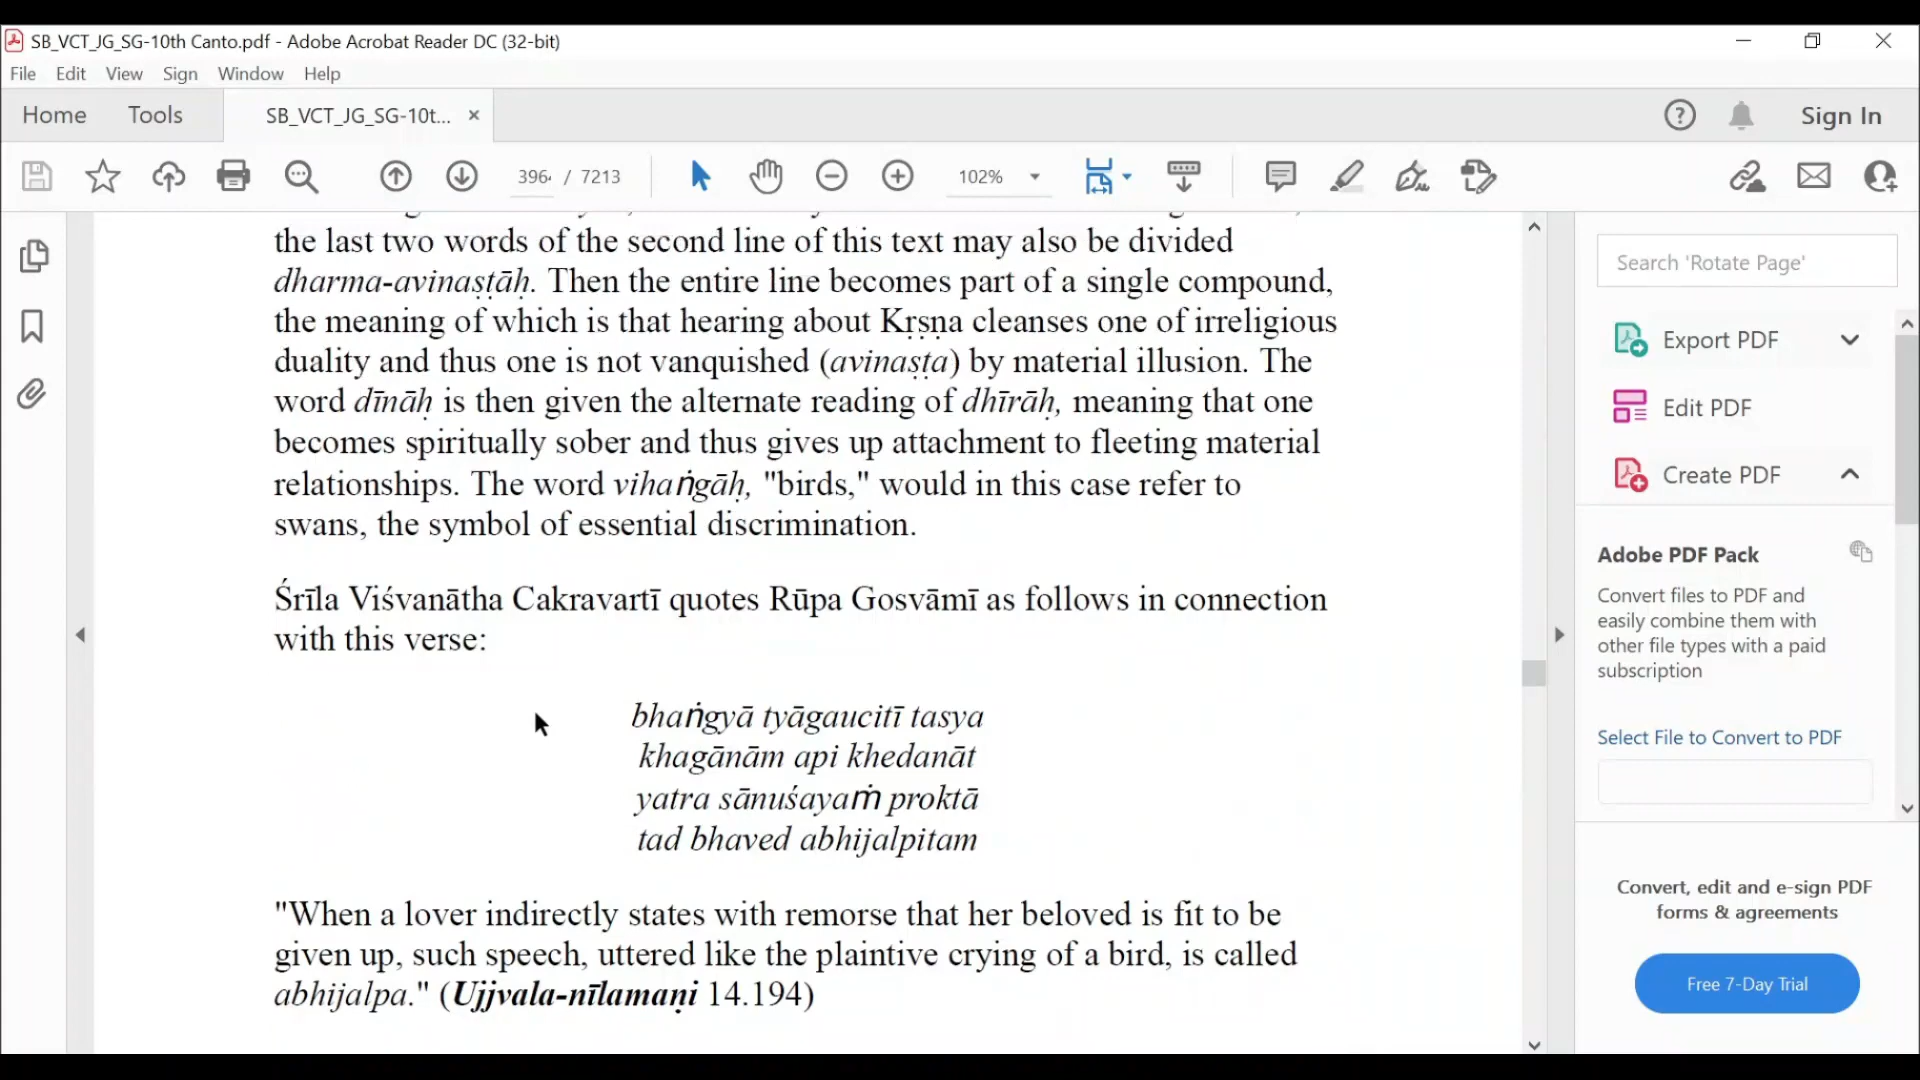 SB_VCT_JG_SG-10th Canto.pdf - Adobe Acrobat Reader DC (32-bit)
File Edit View Sign Window Help
Home Tools SB_VCT_JG_SG-10t... × Sign In
396 / 7213 102%
the last two words of the second line of this text may also be divided
dharma-avinaṣṭāḥ. Then the entire line becomes part of a single compound,
the meaning of which is that hearing about Kṛṣṇa cleanses one of irreligious
duality and thus one is not vanquished (avinaṣṭa) by material illusion. The
word dīnāḥ is then given the alternate reading of dhīrāḥ, meaning that one
becomes spiritually sober and thus gives up attachment to fleeting material
relationships. The word vihaṅgāḥ, "birds," would in this case refer to
swans, the symbol of essential discrimination.
Śrīla Viśvanātha Cakravartī quotes Rūpa Gosvāmī as follows in connection
with this verse:
bhaṅgyā tyāgaucitī tasya
khagānām api khedanāt
yatra sānuśayaṁ proktā
tad bhaved abhijalpitam
"When a lover indirectly states with remorse that her beloved is fit to be
given up, such speech, uttered like the plaintive crying of a bird, is called
abhijalpa." (Ujjvala-nīlamaṇi 14.194)
Search 'Rotate Page'
Export PDF
Edit PDF
Create PDF
Adobe PDF Pack
Convert files to PDF and
easily combine them with
other file types with a paid
subscription
Select File to Convert to PDF
Convert, edit and e-sign PDF
forms & agreements
Free 7-Day Trial